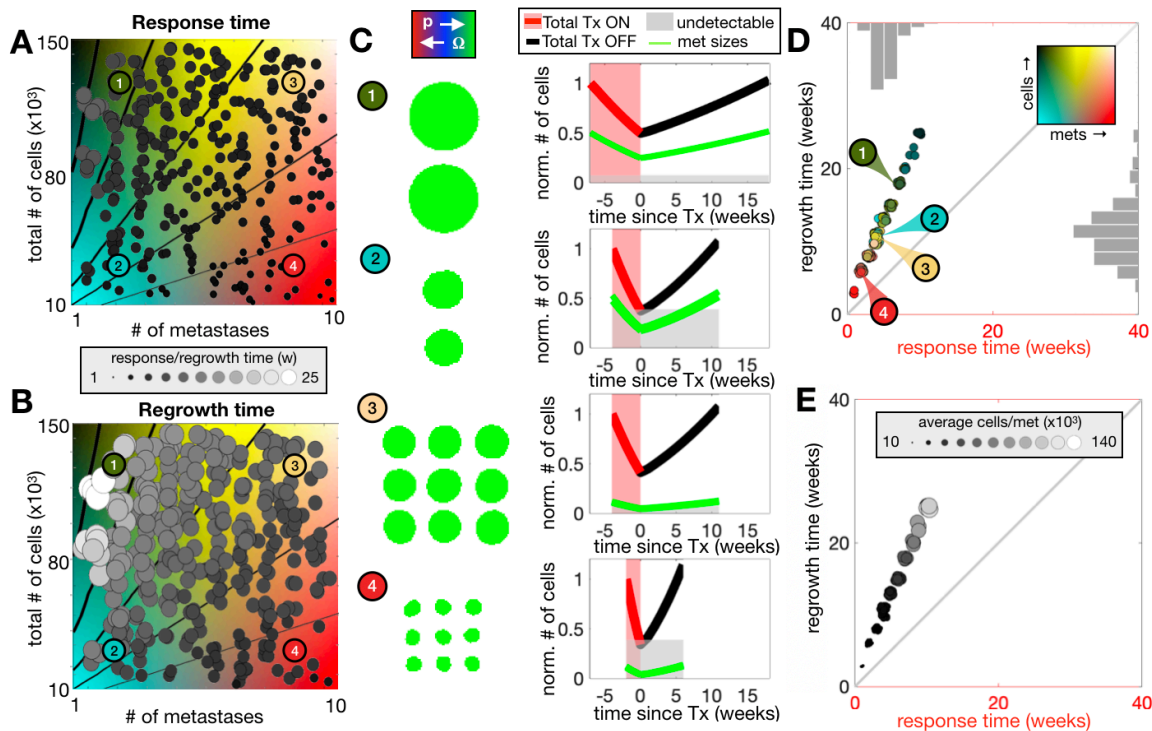 A
Response time
150
80
10
total # of cells (x10³)
1
10
# of metastases
1
2
3
4
response/regrowth time (w)
1
25
B
Regrowth time
150
80
10
total # of cells (x10³)
1
10
# of metastases
1
2
3
4
C
p
Ω
1
2
3
4
Total Tx ON
undetectable
Total Tx OFF
met sizes
norm. # of cells
1
0.5
0
-5 0 5 10 15
time since Tx (weeks)
norm. # of cells
1
0.5
0
-5 0 5 10 15
time since Tx (weeks)
norm. # of cells
1
0.5
0
-5 0 5 10 15
time since Tx (weeks)
norm. # of cells
1
0.5
0
-5 0 5 10 15
time since Tx (weeks)
D
40
20
0
regrowth time (weeks)
0
20
40
response time (weeks)
cells →
mets →
1
2
3
4
E
average cells/met (x10³)
10
140
40
20
0
regrowth time (weeks)
0
20
40
response time (weeks)